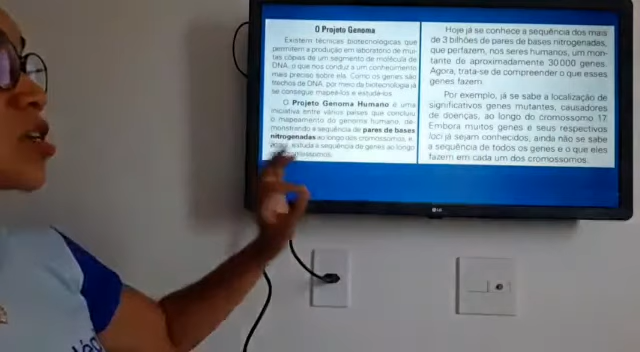 O Projeto Genoma
Existem técnicas biotecnológicas que
permitem a produção em laboratório de mui-
tas cópias de um segmento de molécula de
DNA, o que nos conduz a um conhecimento
mais preciso sobre ela. Como os genes são
trechos de DNA, por meio da biotecnologia já
se consegue mapeá-los e estudá-los.
O Projeto Genoma Humano é uma
iniciativa entre vários países que concluiu
o mapeamento do genoma humano, de-
monstrando a sequência de pares de bases
nitrogenadas ao longo dos cromossomos, e,
agora, estuda a sequência de genes ao longo
cromossomos.
Hoje já se conhece a sequência dos mais
de 3 bilhões de pares de bases nitrogenadas,
que perfazem, nos seres humanos, um mon-
tante de aproximadamente 30000 genes.
Agora, trata-se de compreender o que esses
genes fazem.
Por exemplo, já se sabe a localização de
significativos genes mutantes, causadores
de doenças, ao longo do cromossomo 17.
Embora muitos genes e seus respectivos
loci já sejam conhecidos, ainda não se sabe
a sequência de todos os genes e o que eles
fazem em cada um dos cromossomos.
LG